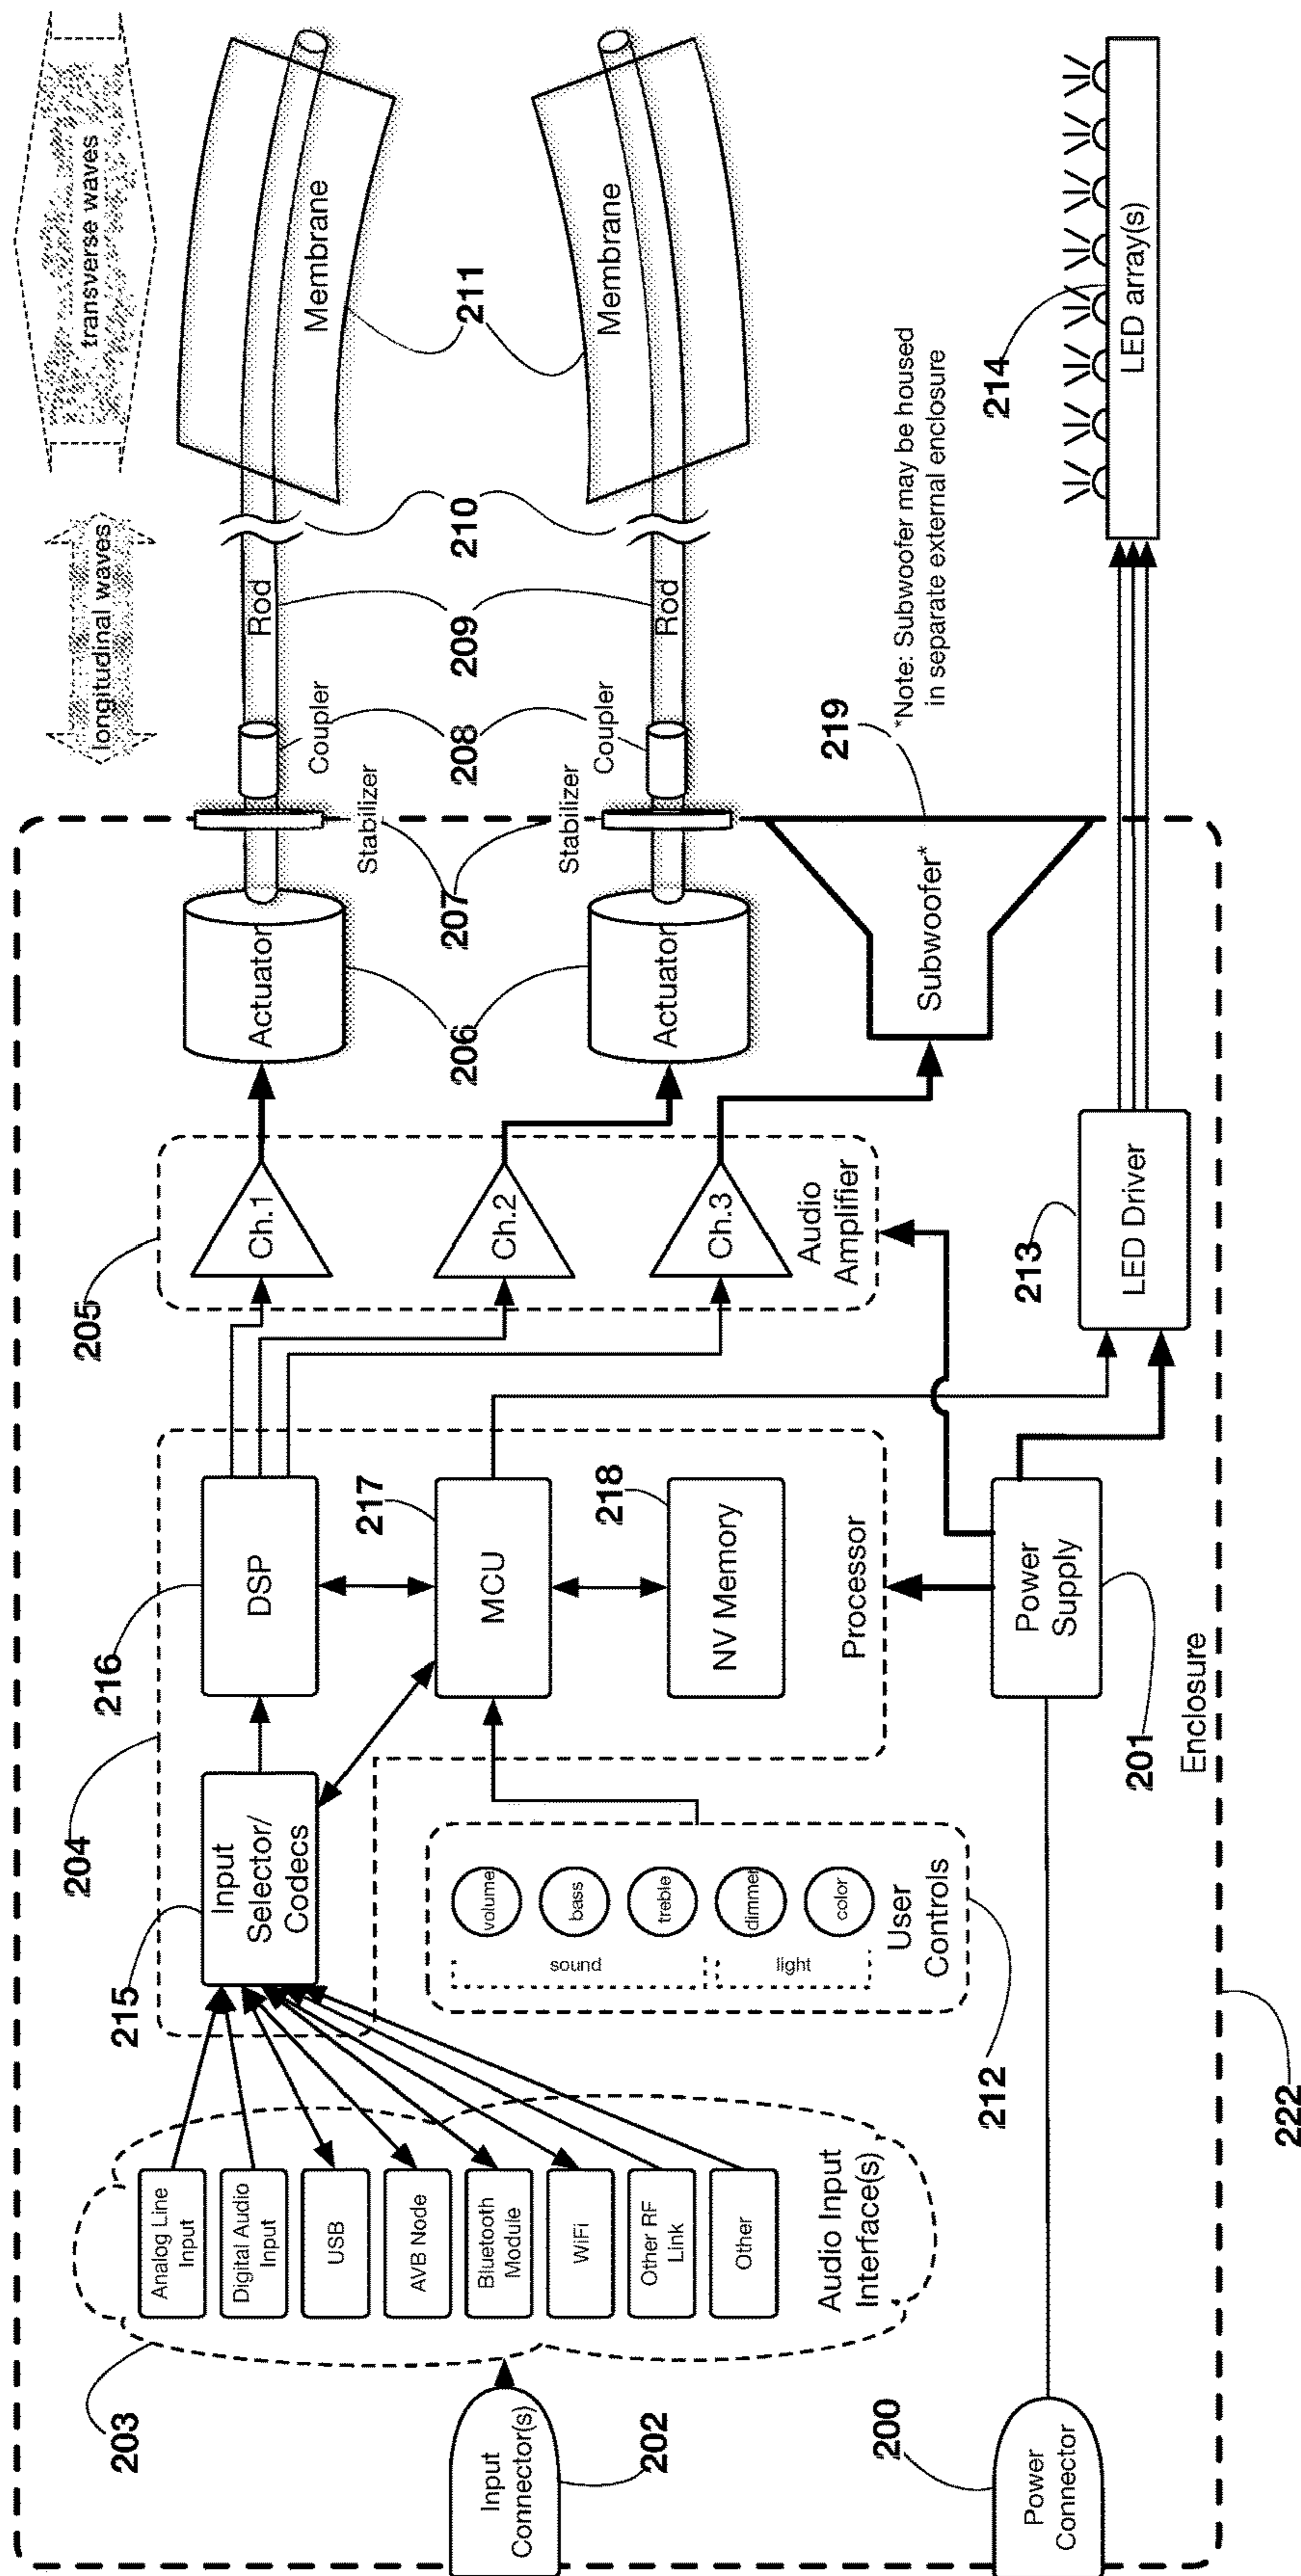 203
Analog Line
Input
Digital Audio
Input
USB
AVB Node
Bluetooth
Module
WiFi
Other RF
Link
Other
Audio Input
Interface(s)
Input
Connector(s)
202
200
Power
Connector
204
215
Input
Selector/
Codecs
216
DSP
217
MCU
218
NV Memory
Processor
volume
bass
treble
dimmer
color
sound
light
User
Controls
212
Power
Supply
201
Enclosure
222
205
Ch.1
Ch.2
Ch.3
Audio
Amplifier
213
LED Driver
Actuator
206
Actuator
Stabilizer
207
Stabilizer
Coupler
208
Coupler
Rod
209
Rod
210
longitudinal waves
transverse waves
Membrane
211
Membrane
Subwoofer*
219
*Note: Subwoofer may be housed
in separate external enclosure
214
LED array(s)